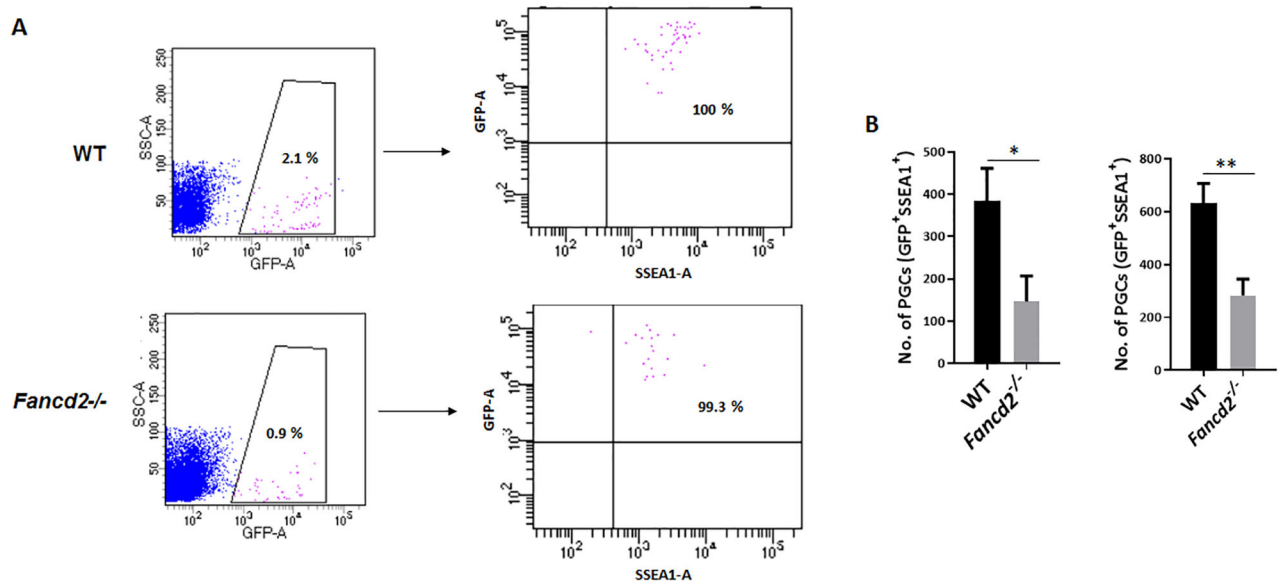 A
WT
SSC-A
250
200
150
100
50
2.1 %
10² 10³ 10⁴ 10⁵
GFP-A
GFP-A
10⁵
10⁴
10³
10²
100 %
10² 10³ 10⁴ 10⁵
SSEA1-A
Fancd2-/-
SSC-A
250
200
150
100
50
0.9 %
10² 10³ 10⁴ 10⁵
GFP-A
GFP-A
10⁵
10⁴
10³
10²
99.3 %
10² 10³ 10⁴ 10⁵
SSEA1-A
B
No. of PGCs (GFP⁺SSEA1⁺)
500
400
300
200
100
0
*
WT
Fancd2⁻/⁻
No. of PGCs (GFP⁺SSEA1⁺)
800
600
400
200
0
**
WT
Fancd2⁻/⁻